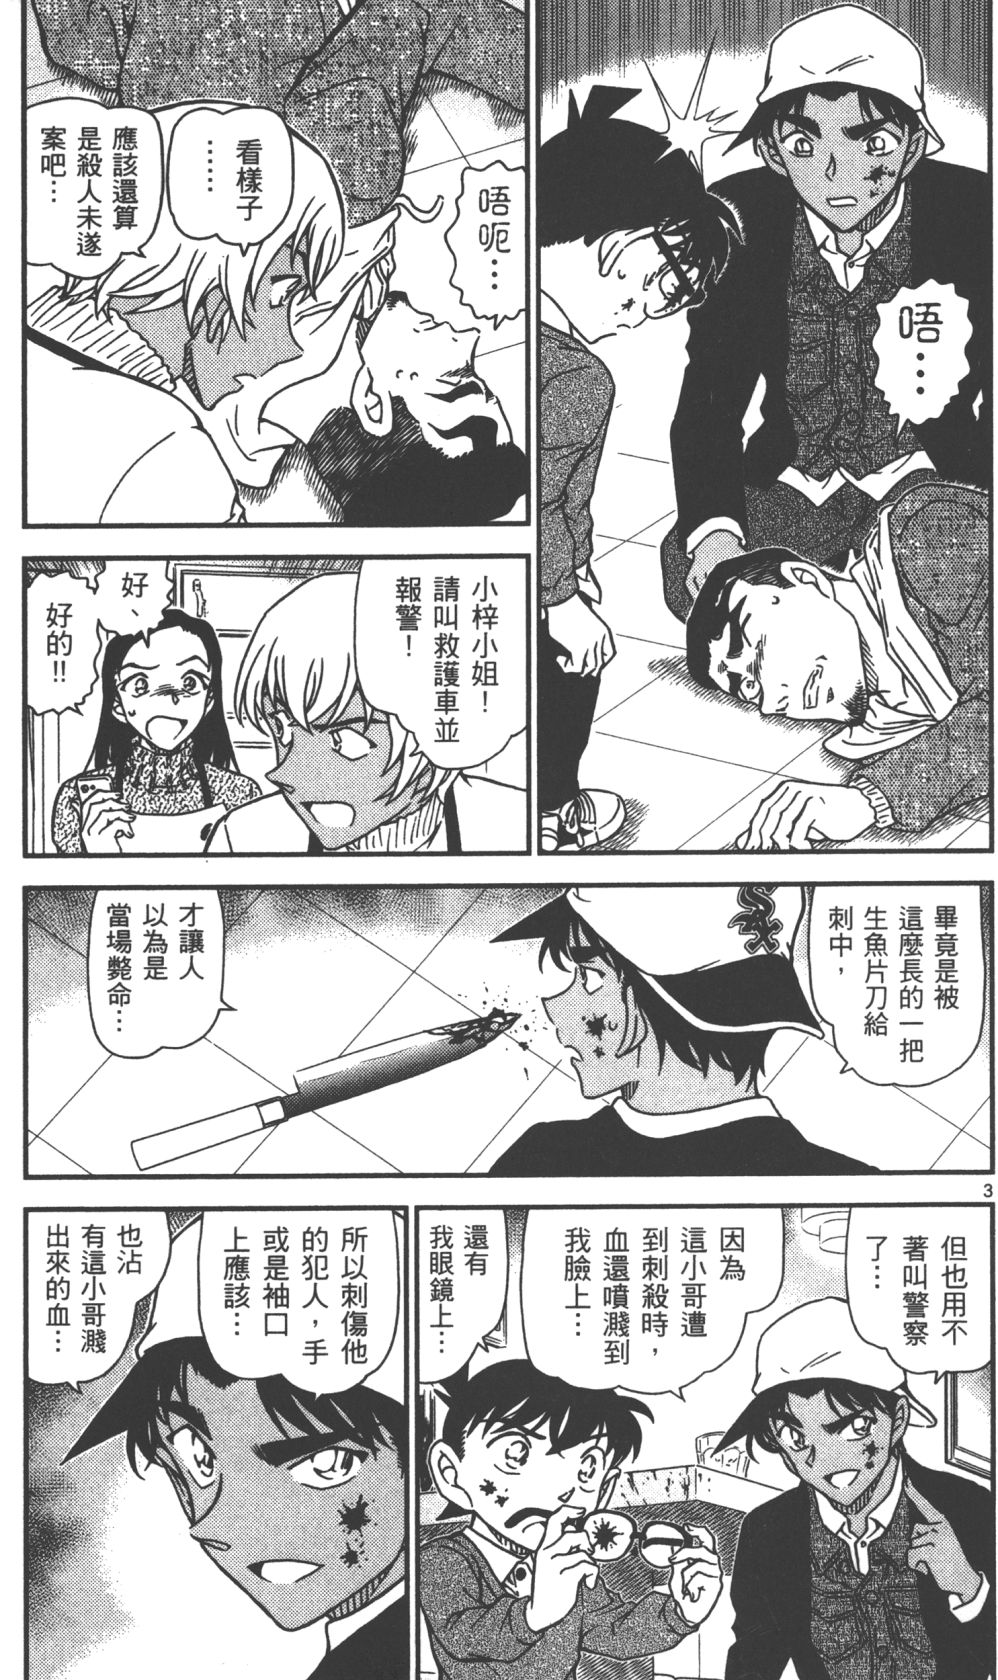 唔…
唔
呃…
看樣子
……
應該還算
是殺人未遂
案吧…
小梓小姐！
請叫救護車並
報警！
好、
好的!!
畢竟是被
這麼長的一把
生魚片刀給
刺中，
才讓人
以為是
當場斃命…
Sox
3
但也用不
著叫警察
了…
因為
這小哥遭
到刺殺時，
血還噴濺到
我臉上…
還有
我眼鏡上…
所以刺傷他
的犯人，手
或是袖口
上應該…
也沾
有這小哥濺
出來的血…